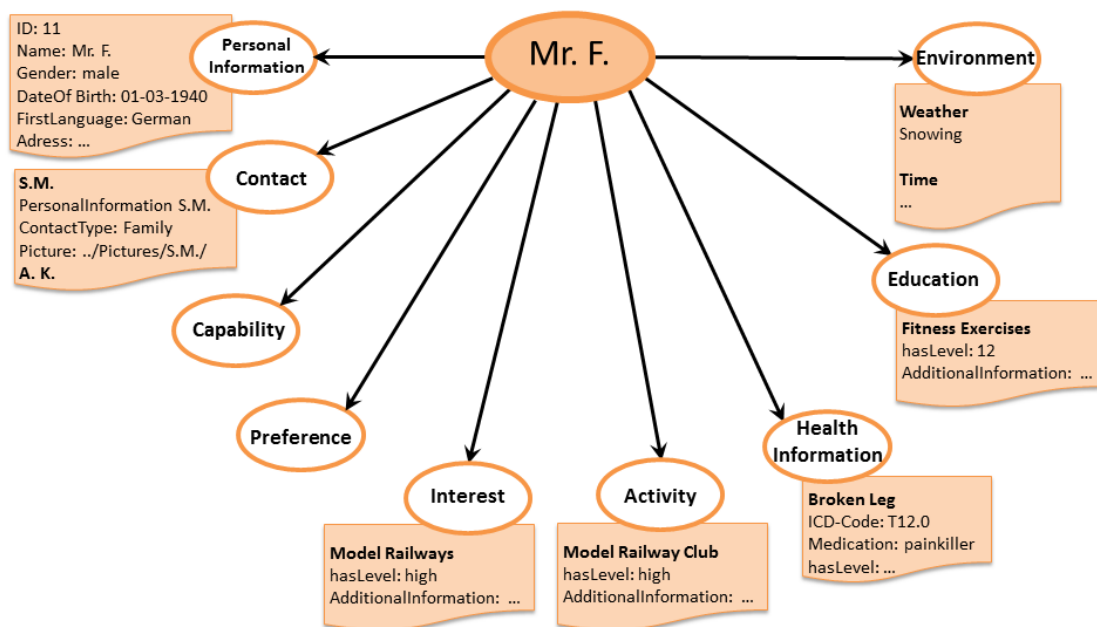 Mr. F.
Personal
Information
ID: 11
Name: Mr. F.
Gender: male
DateOf Birth: 01-03-1940
FirstLanguage: German
Adress: ...
Contact
S.M.
PersonalInformation S.M.
ContactType: Family
Picture: ../Pictures/S.M./
A. K.
Capability
Preference
Interest
Model Railways
hasLevel: high
AdditionalInformation: ...
Activity
Model Railway Club
hasLevel: high
AdditionalInformation: ...
Health
Information
Broken Leg
ICD-Code: T12.0
Medication: painkiller
hasLevel: ...
Education
Fitness Exercises
hasLevel: 12
AdditionalInformation: ...
Environment
Weather
Snowing
Time
...